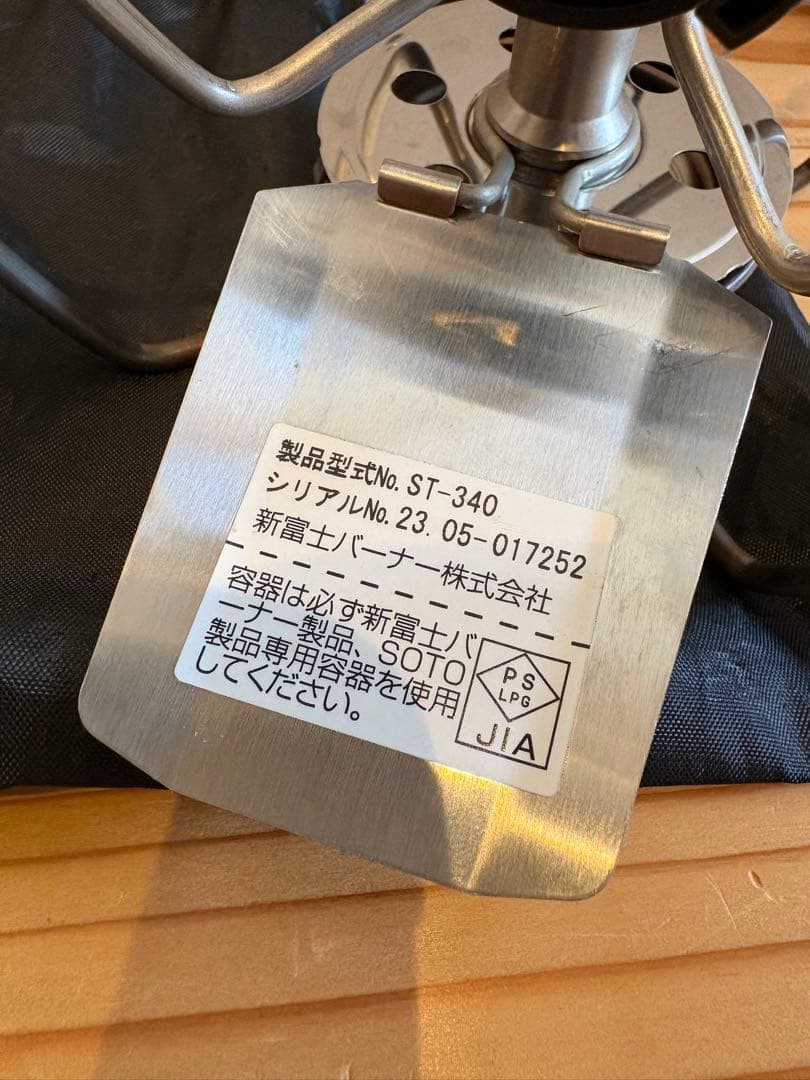 製品型式No. ST-340
シリアルNo. 23. 05-017252
新富士バーナー株式会社
容器は必ず新富士バ
ーナー製品、SOTO
製品専用容器を使用
してください。
PS
LPG
JIA